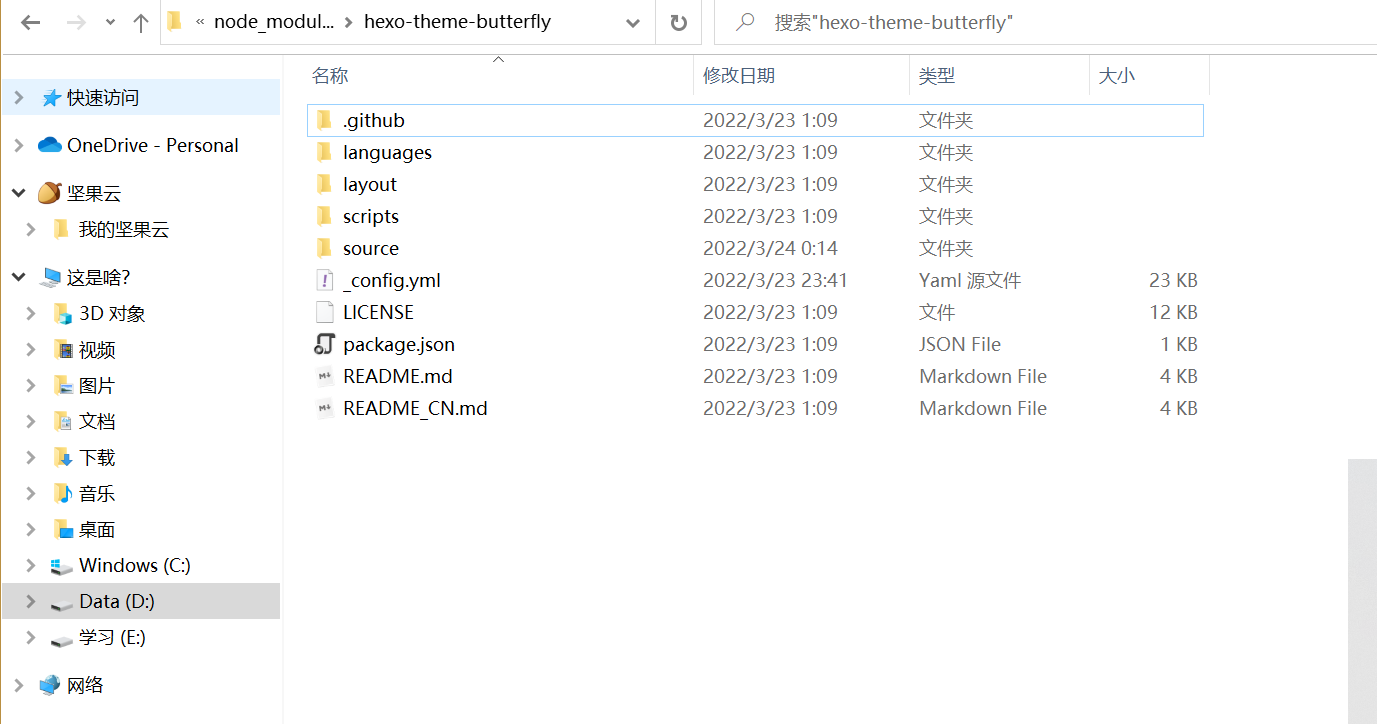 « node_modul... > hexo-theme-butterfly
搜索"hexo-theme-butterfly"
名称 修改日期 类型 大小
快速访问
OneDrive - Personal
坚果云
我的坚果云
这是啥?
3D 对象
视频
图片
文档
下载
音乐
桌面
Windows (C:)
Data (D:)
学习 (E:)
网络
.github 2022/3/23 1:09 文件夹
languages 2022/3/23 1:09 文件夹
layout 2022/3/23 1:09 文件夹
scripts 2022/3/23 1:09 文件夹
source 2022/3/24 0:14 文件夹
_config.yml 2022/3/23 23:41 Yaml 源文件 23 KB
LICENSE 2022/3/23 1:09 文件 12 KB
package.json 2022/3/23 1:09 JSON File 1 KB
README.md 2022/3/23 1:09 Markdown File 4 KB
README_CN.md 2022/3/23 1:09 Markdown File 4 KB